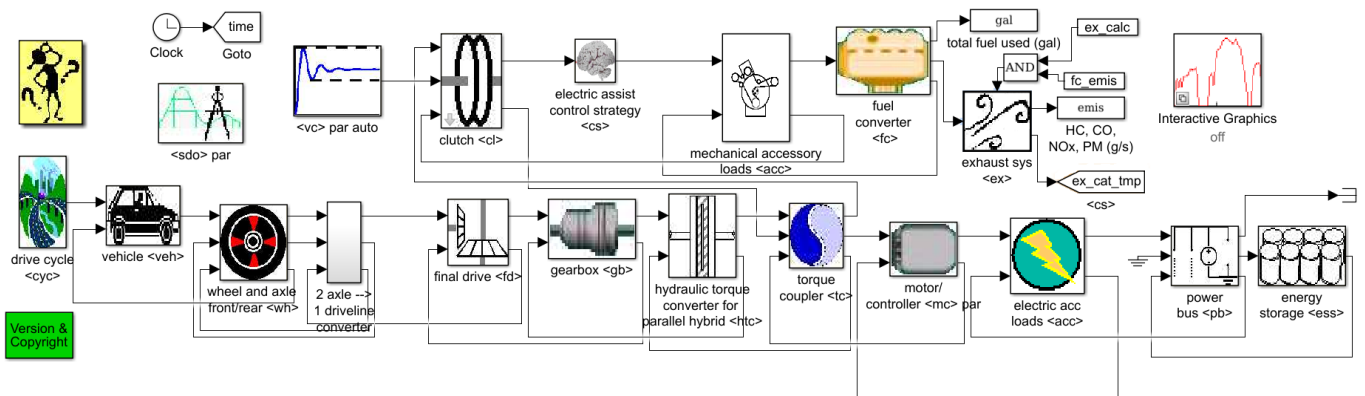 time
Clock
Goto
gal
total fuel used (gal)
ex_calc
AND
fc_emis
emis
HC, CO,
NOx, PM (g/s)
<vc> par auto
clutch <cl>
electric assist
control strategy
<cs>
mechanical accessory
loads <acc>
fuel
converter
<fc>
exhaust sys
<ex>
ex_cat_tmp
<cs>
Interactive Graphics
off
<sdo> par
drive cycle
<cyc>
vehicle <veh>
wheel and axle
front/rear <wh>
2 axle -->
1 driveline
converter
final drive <fd>
gearbox <gb>
hydraulic torque
converter for
parallel hybrid <htc>
torque
coupler <tc>
motor/
controller <mc> par
electric acc
loads <acc>
power
bus <pb>
energy
storage <ess>
Version &
Copyright